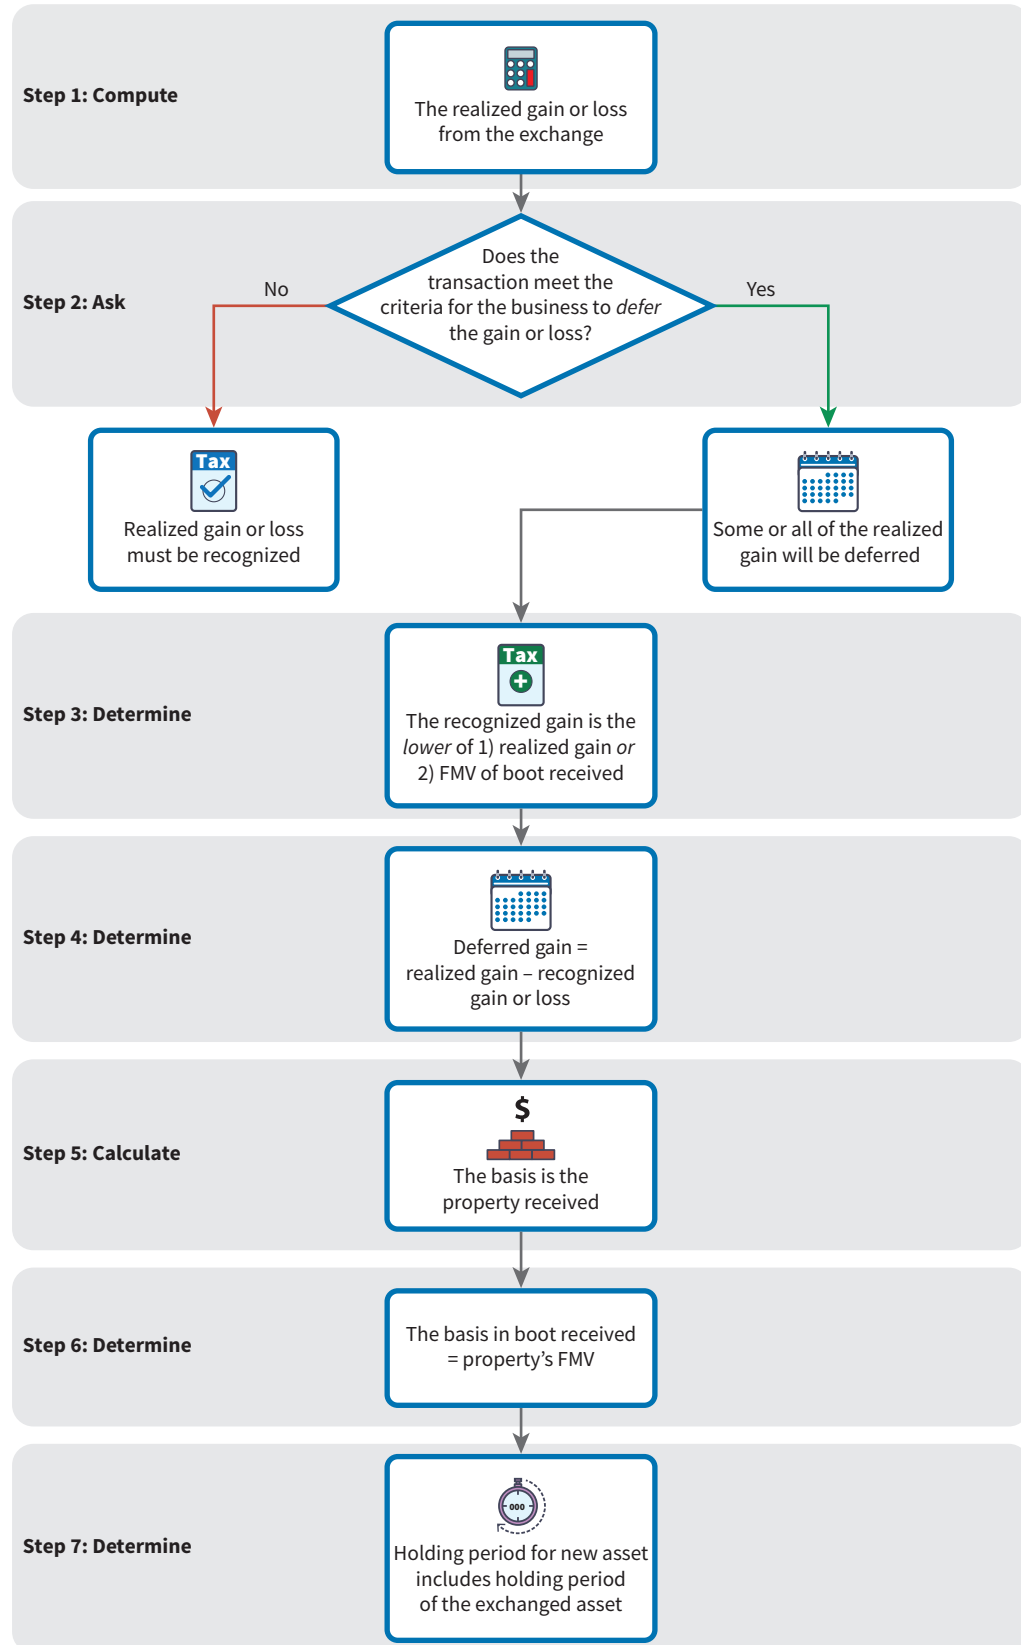 Step 1: Compute
The realized gain or loss
from the exchange
Step 2: Ask
Does the
transaction meet the
criteria for the business to defer
the gain or loss?
No
Yes
Tax
Realized gain or loss
must be recognized
Some or all of the realized
gain will be deferred
Step 3: Determine
Tax
The recognized gain is the
lower of 1) realized gain or
2) FMV of boot received
Step 4: Determine
Deferred gain =
realized gain – recognized
gain or loss
Step 5: Calculate
$
The basis is the
property received
Step 6: Determine
The basis in boot received
= property's FMV
Step 7: Determine
000
Holding period for new asset
includes holding period
of the exchanged asset